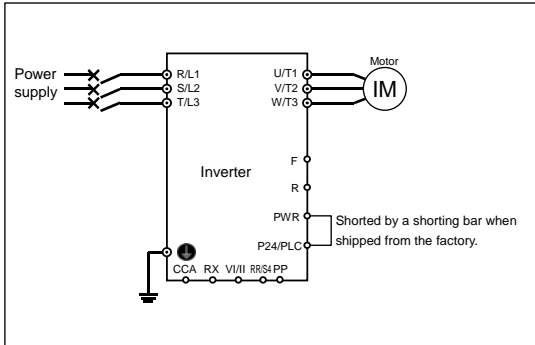 Power
supply
R/L1
S/L2
T/L3
U/T1
V/T2
W/T3
Motor
IM
F
Inverter
R
PWR
P24/PLC
Shorted by a shorting bar when
shipped from the factory.
CCA RX VI/II RR/S4 PP